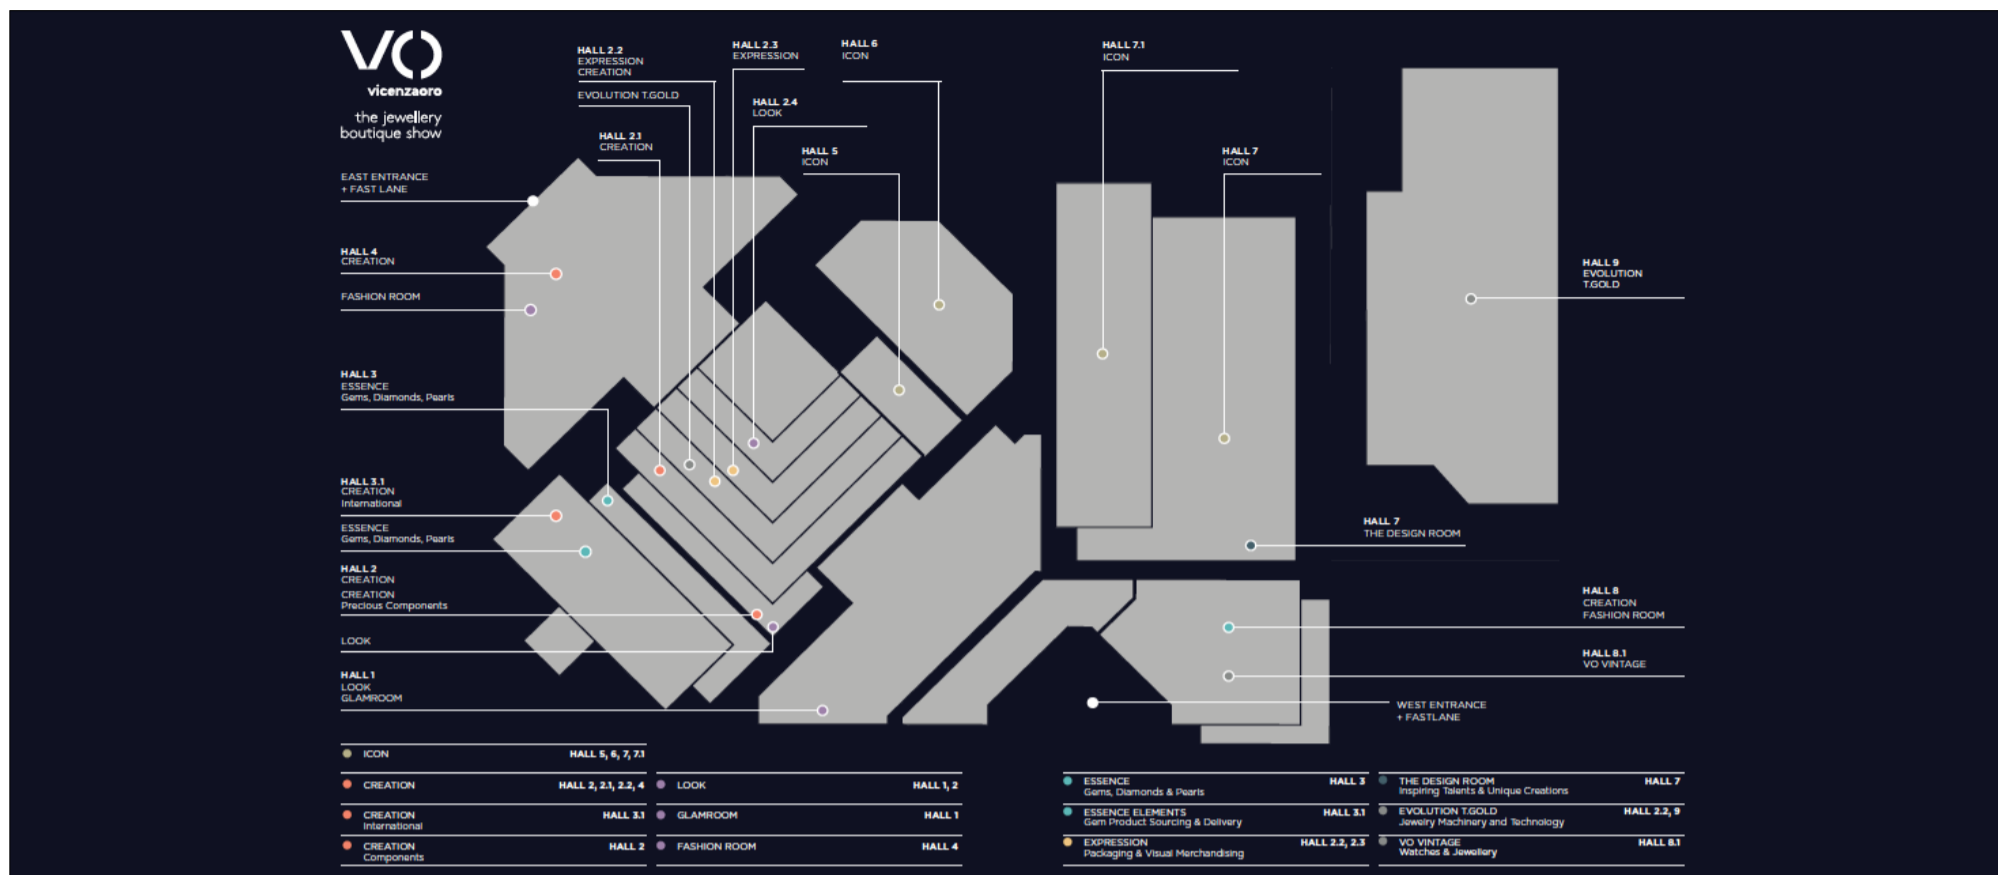 VO
vicenzaoro
the jewellery
boutique show
HALL 2.2
EXPRESSION
CREATION
EVOLUTION T.GOLD
HALL 2.3
EXPRESSION
HALL 6
ICON
HALL 7.1
ICON
HALL 2.4
LOOK
HALL 2.1
CREATION
HALL 5
ICON
HALL 7
ICON
EAST ENTRANCE
+ FAST LANE
HALL 4
CREATION
FASHION ROOM
HALL 9
EVOLUTION
T.GOLD
HALL 3
ESSENCE
Gems, Diamonds, Pearls
HALL 3.1
CREATION
International
ESSENCE
Gems, Diamonds, Pearls
HALL 7
THE DESIGN ROOM
HALL 2
CREATION
CREATION
Precious Components
LOOK
HALL 8
CREATION
FASHION ROOM
HALL 8.1
VO VINTAGE
HALL 1
LOOK
GLAMROOM
WEST ENTRANCE
+ FASTLANE
ICON HALL 5, 6, 7, 7.1
CREATION HALL 2, 2.1, 2.2, 4
CREATION HALL 3.1
International
CREATION HALL 2
Components
LOOK HALL 1, 2
GLAMROOM HALL 1
FASHION ROOM HALL 4
ESSENCE HALL 3
Gems, Diamonds & Pearls
ESSENCE ELEMENTS HALL 3.1
Gem Product Sourcing & Delivery
EXPRESSION HALL 2.2, 2.3
Packaging & Visual Merchandising
THE DESIGN ROOM HALL 7
Inspiring Talents & Unique Creations
EVOLUTION T.GOLD HALL 2.2, 9
Jewelry Machinery and Technology
VO VINTAGE HALL 8.1
Watches & Jewellery